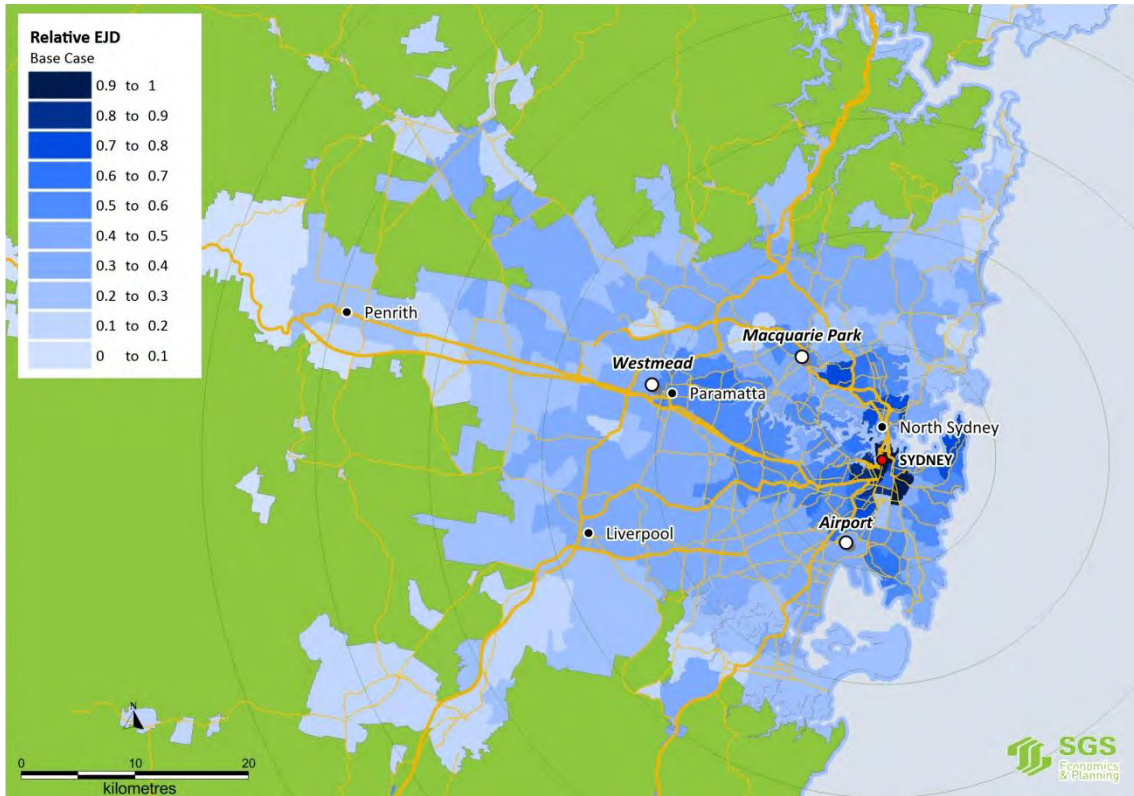 Relative EJD
Base Case
0.9 to 1
0.8 to 0.9
0.7 to 0.8
0.6 to 0.7
0.5 to 0.6
0.4 to 0.5
0.3 to 0.4
0.2 to 0.3
0.1 to 0.2
0 to 0.1
Penrith
Macquarie Park
Westmead
Paramatta
North Sydney
SYDNEY
Airport
Liverpool
N
0 10 20
kilometres
SGS
Economics
& Planning